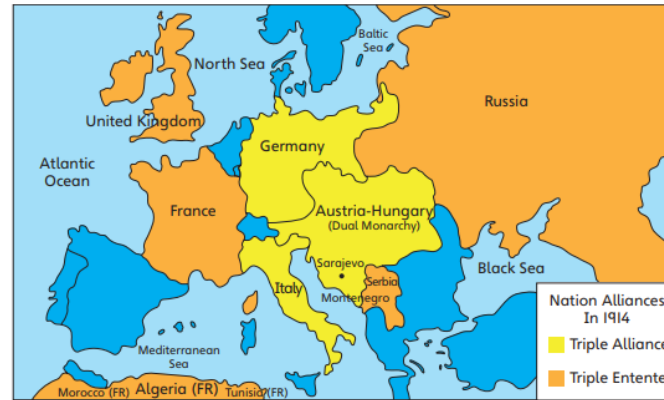 Baltic
Sea
North Sea
Russia
United Kingdom
Germany
Atlantic
Ocean
France
Austria-Hungary
(Dual Monarchy)
Sarajevo
Black Sea
Serbia
Italy
Montenegro
Mediterranean
Sea
Morocco (FR)
Algeria (FR)
Tunisia (FR)
Nation Alliances
In 1914
Triple Alliance
Triple Entente